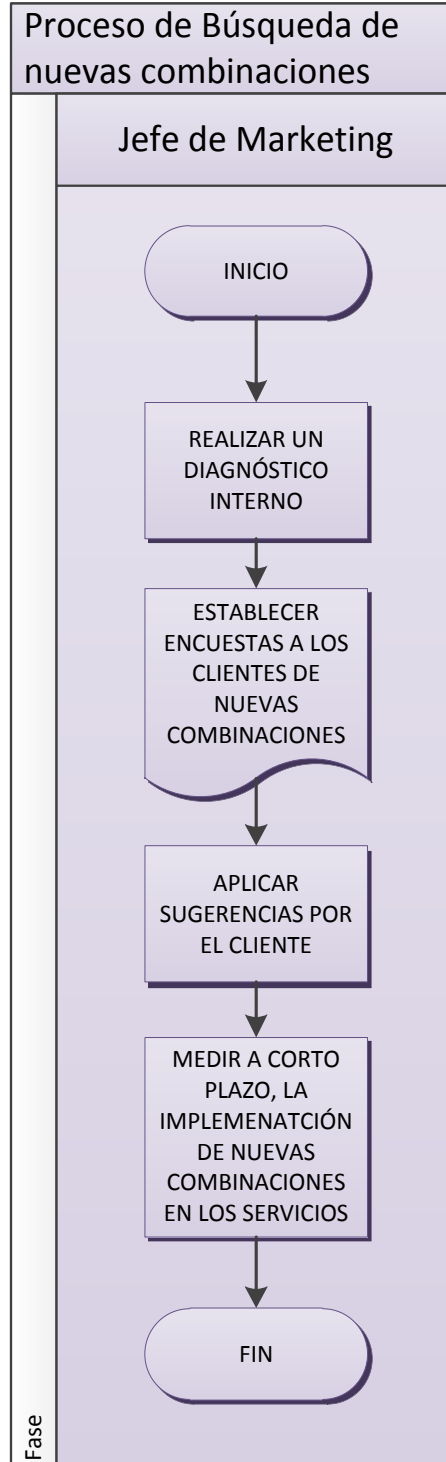 Proceso de Búsqueda de
nuevas combinaciones
Jefe de Marketing
INICIO
REALIZAR UN
DIAGNÓSTICO
INTERNO
ESTABLECER
ENCUESTAS A LOS
CLIENTES DE
NUEVAS
COMBINACIONES
APLICAR
SUGERENCIAS POR
EL CLIENTE
MEDIR A CORTO
PLAZO, LA
IMPLEMENATCIÓN
DE NUEVAS
COMBINACIONES
EN LOS SERVICIOS
FIN
Fase